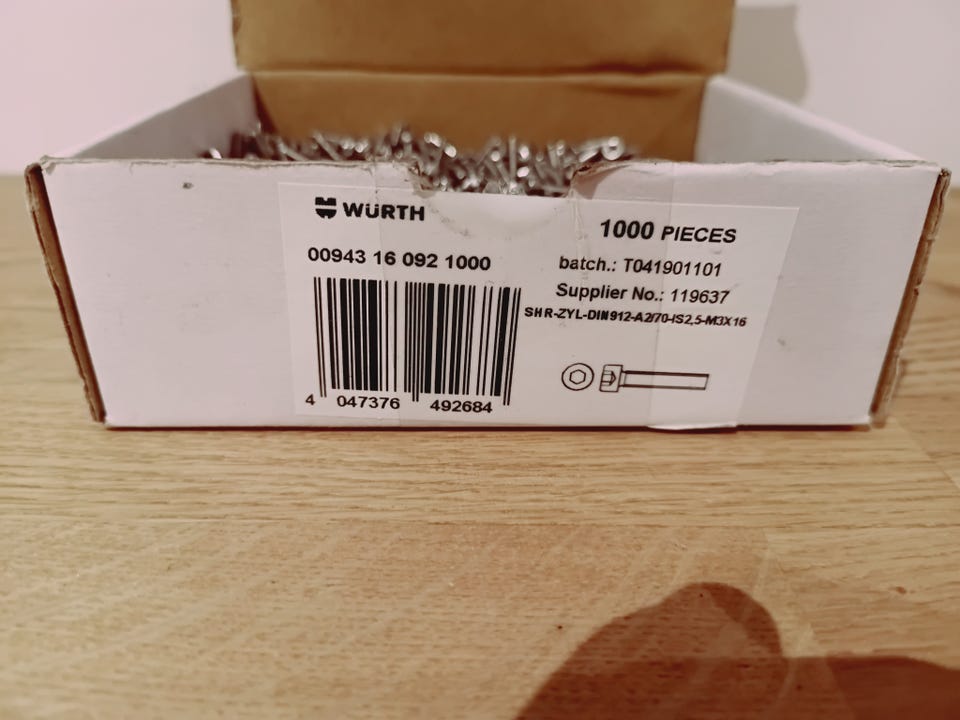 WÜRTH
1000 PIECES
00943 16 092 1000
batch.: T041901101
Supplier No.: 119637
SHR-ZYL-DIN912-A2/70-IS2,5-M3X16
4 047376 492684